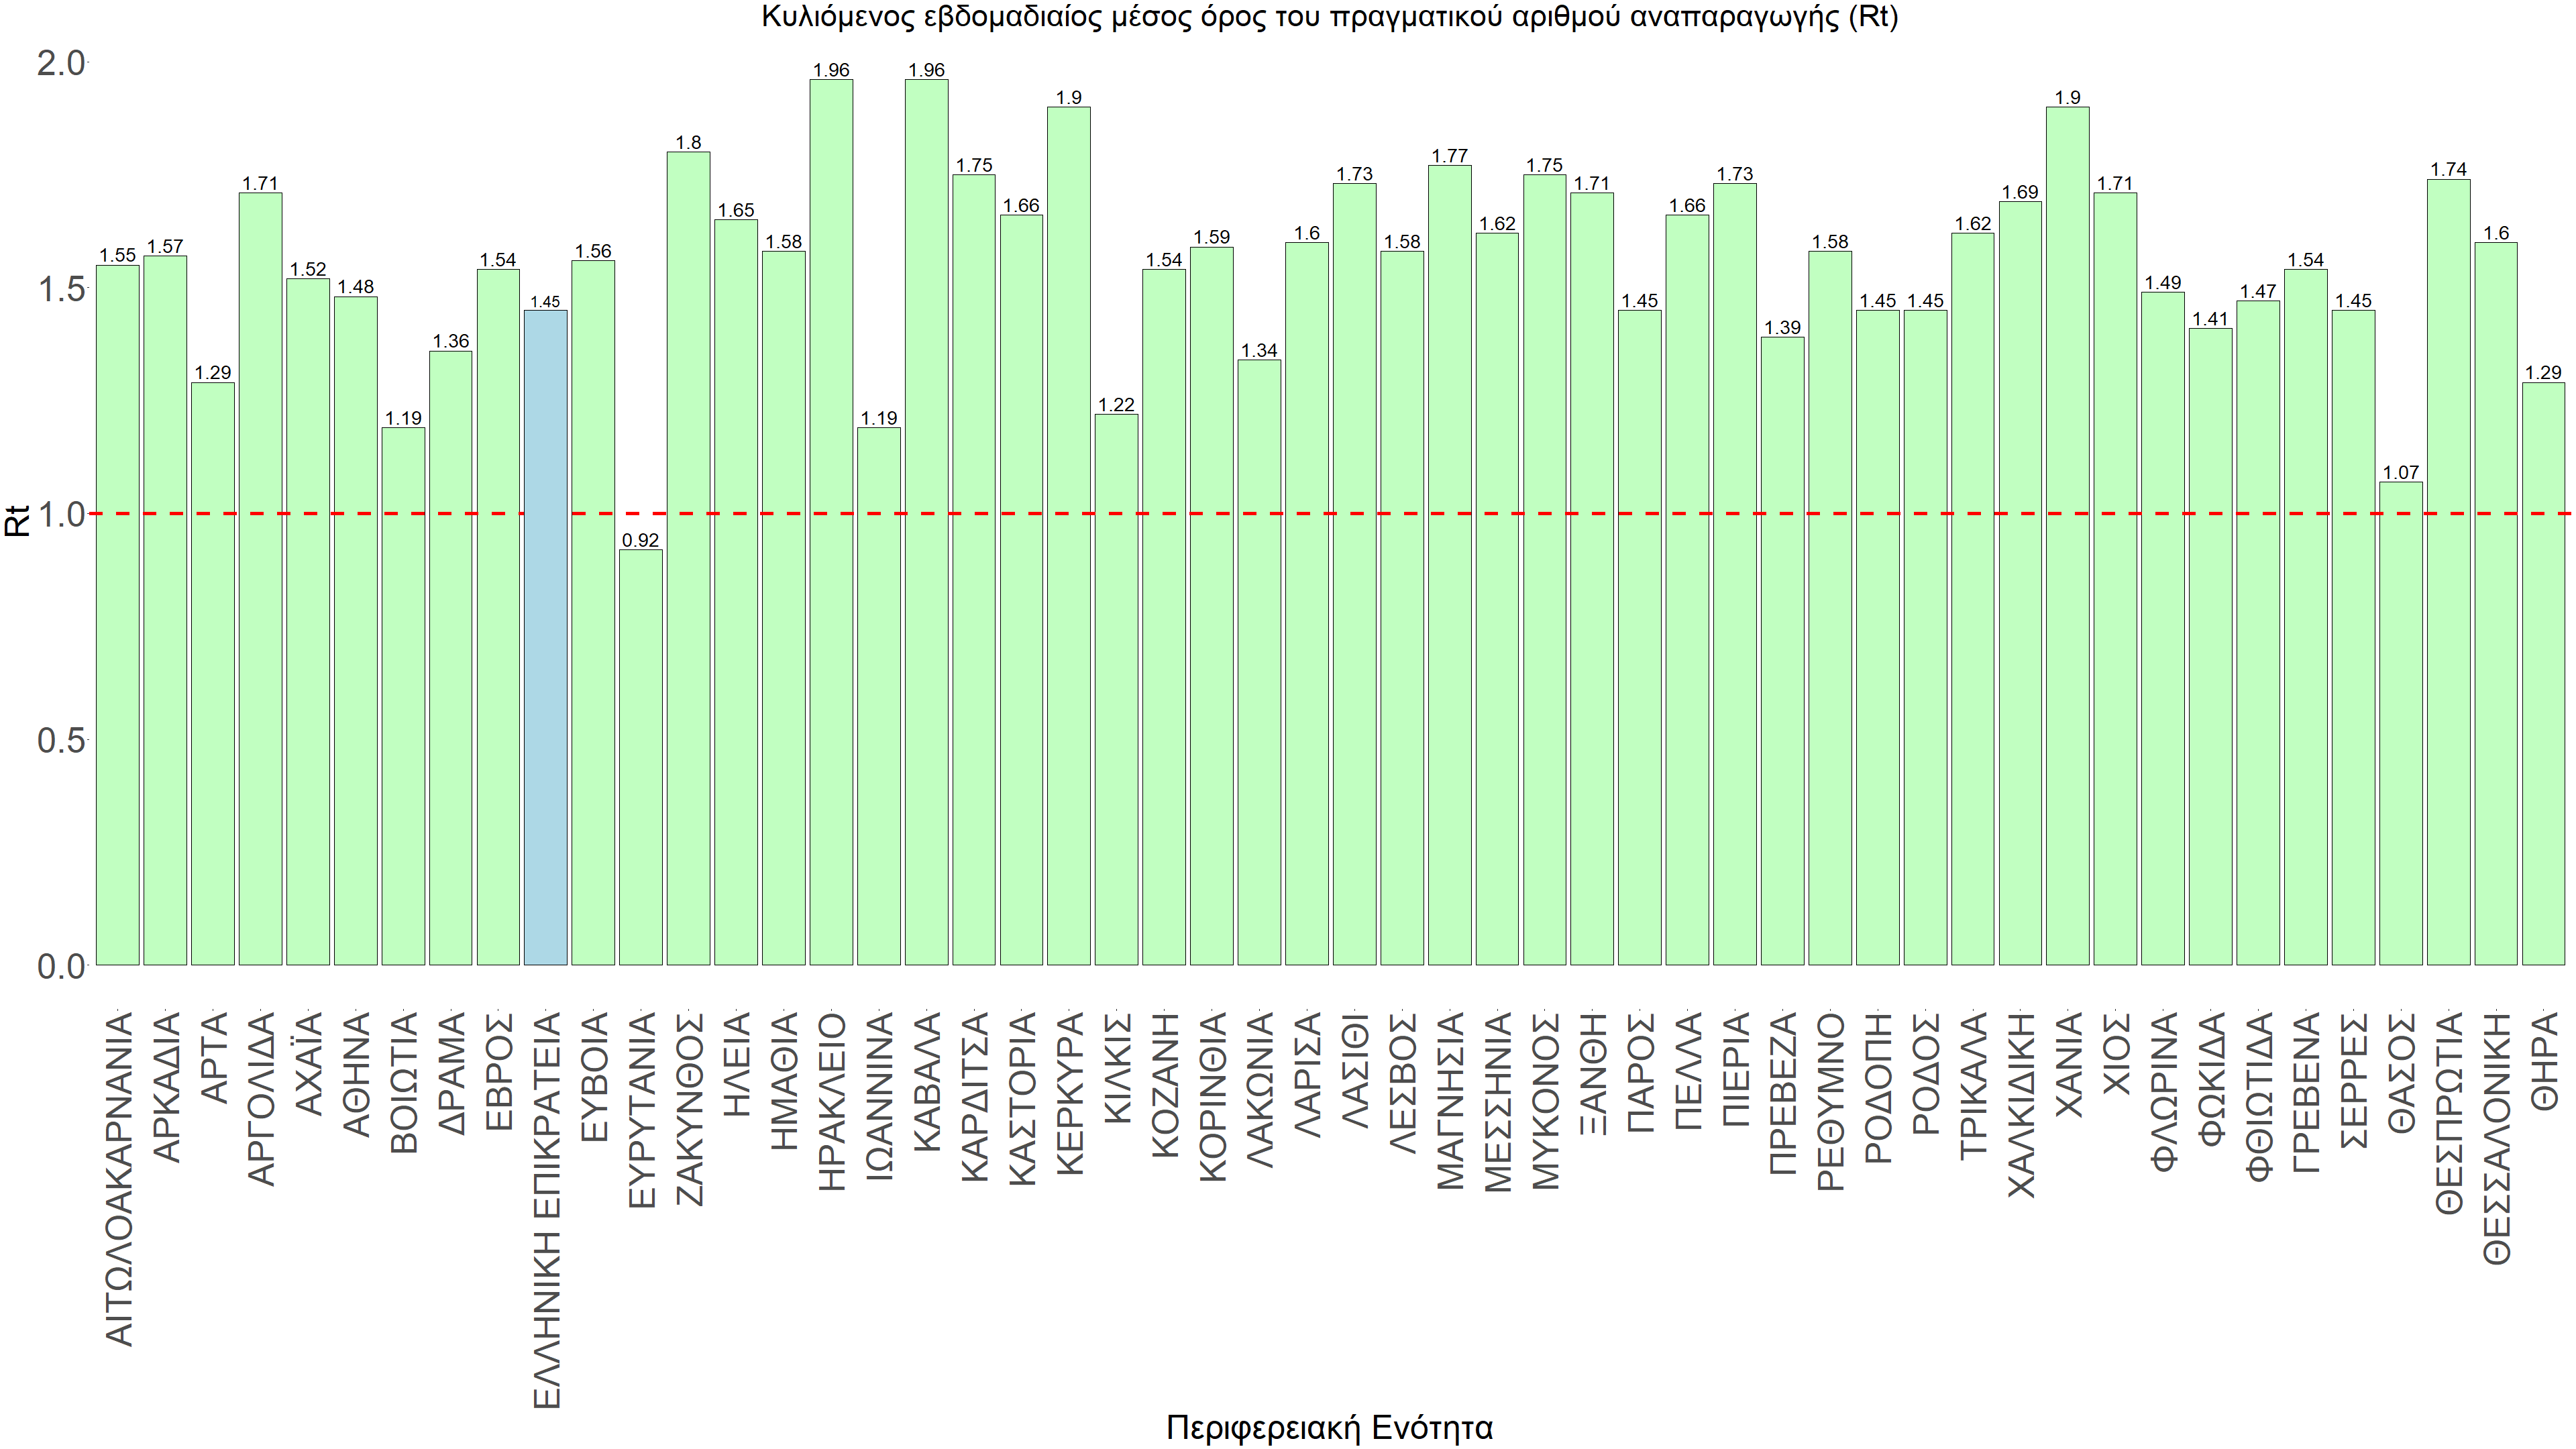 Κυλιόμενος εβδομαδιαίος μέσος όρος του πραγματικού αριθμού αναπαραγωγής (Rt)
2.0
1.5
1.0
0.5
0.0
Rt
1.55
1.57
1.29
1.71
1.52
1.48
1.19
1.36
1.54
1.45
1.56
0.92
1.8
1.65
1.58
1.96
1.19
1.96
1.75
1.66
1.9
1.22
1.54
1.59
1.34
1.6
1.73
1.58
1.77
1.62
1.75
1.71
1.45
1.66
1.73
1.39
1.58
1.45
1.45
1.62
1.69
1.9
1.71
1.49
1.41
1.47
1.54
1.45
1.07
1.74
1.6
1.29
ΑΙΤΩΛΟΑΚΑΡΝΑΝΙΑ
ΑΡΚΑΔΙΑ
ΑΡΤΑ
ΑΡΓΟΛΙΔΑ
ΑΧΑΪΑ
ΑΘΗΝΑ
ΒΟΙΩΤΙΑ
ΔΡΑΜΑ
ΕΒΡΟΣ
ΕΛΛΗΝΙΚΗ ΕΠΙΚΡΑΤΕΙΑ
ΕΥΒΟΙΑ
ΕΥΡΥΤΑΝΙΑ
ΖΑΚΥΝΘΟΣ
ΗΛΕΙΑ
ΗΜΑΘΙΑ
ΗΡΑΚΛΕΙΟ
ΙΩΑΝΝΙΝΑ
ΚΑΒΑΛΑ
ΚΑΡΔΙΤΣΑ
ΚΑΣΤΟΡΙΑ
ΚΕΡΚΥΡΑ
ΚΙΛΚΙΣ
ΚΟΖΑΝΗ
ΚΟΡΙΝΘΙΑ
ΛΑΚΩΝΙΑ
ΛΑΡΙΣΑ
ΛΑΣΙΘΙ
ΛΕΣΒΟΣ
ΜΑΓΝΗΣΙΑ
ΜΕΣΣΗΝΙΑ
ΜΥΚΟΝΟΣ
ΞΑΝΘΗ
ΠΑΡΟΣ
ΠΕΛΛΑ
ΠΙΕΡΙΑ
ΠΡΕΒΕΖΑ
ΡΕΘΥΜΝΟ
ΡΟΔΟΠΗ
ΡΟΔΟΣ
ΤΡΙΚΑΛΑ
ΧΑΛΚΙΔΙΚΗ
ΧΑΝΙΑ
ΧΙΟΣ
ΦΛΩΡΙΝΑ
ΦΩΚΙΔΑ
ΦΘΙΩΤΙΔΑ
ΓΡΕΒΕΝΑ
ΣΕΡΡΕΣ
ΘΑΣΟΣ
ΘΕΣΠΡΩΤΙΑ
ΘΕΣΣΑΛΟΝΙΚΗ
ΘΗΡΑ
Περιφερειακή Ενότητα